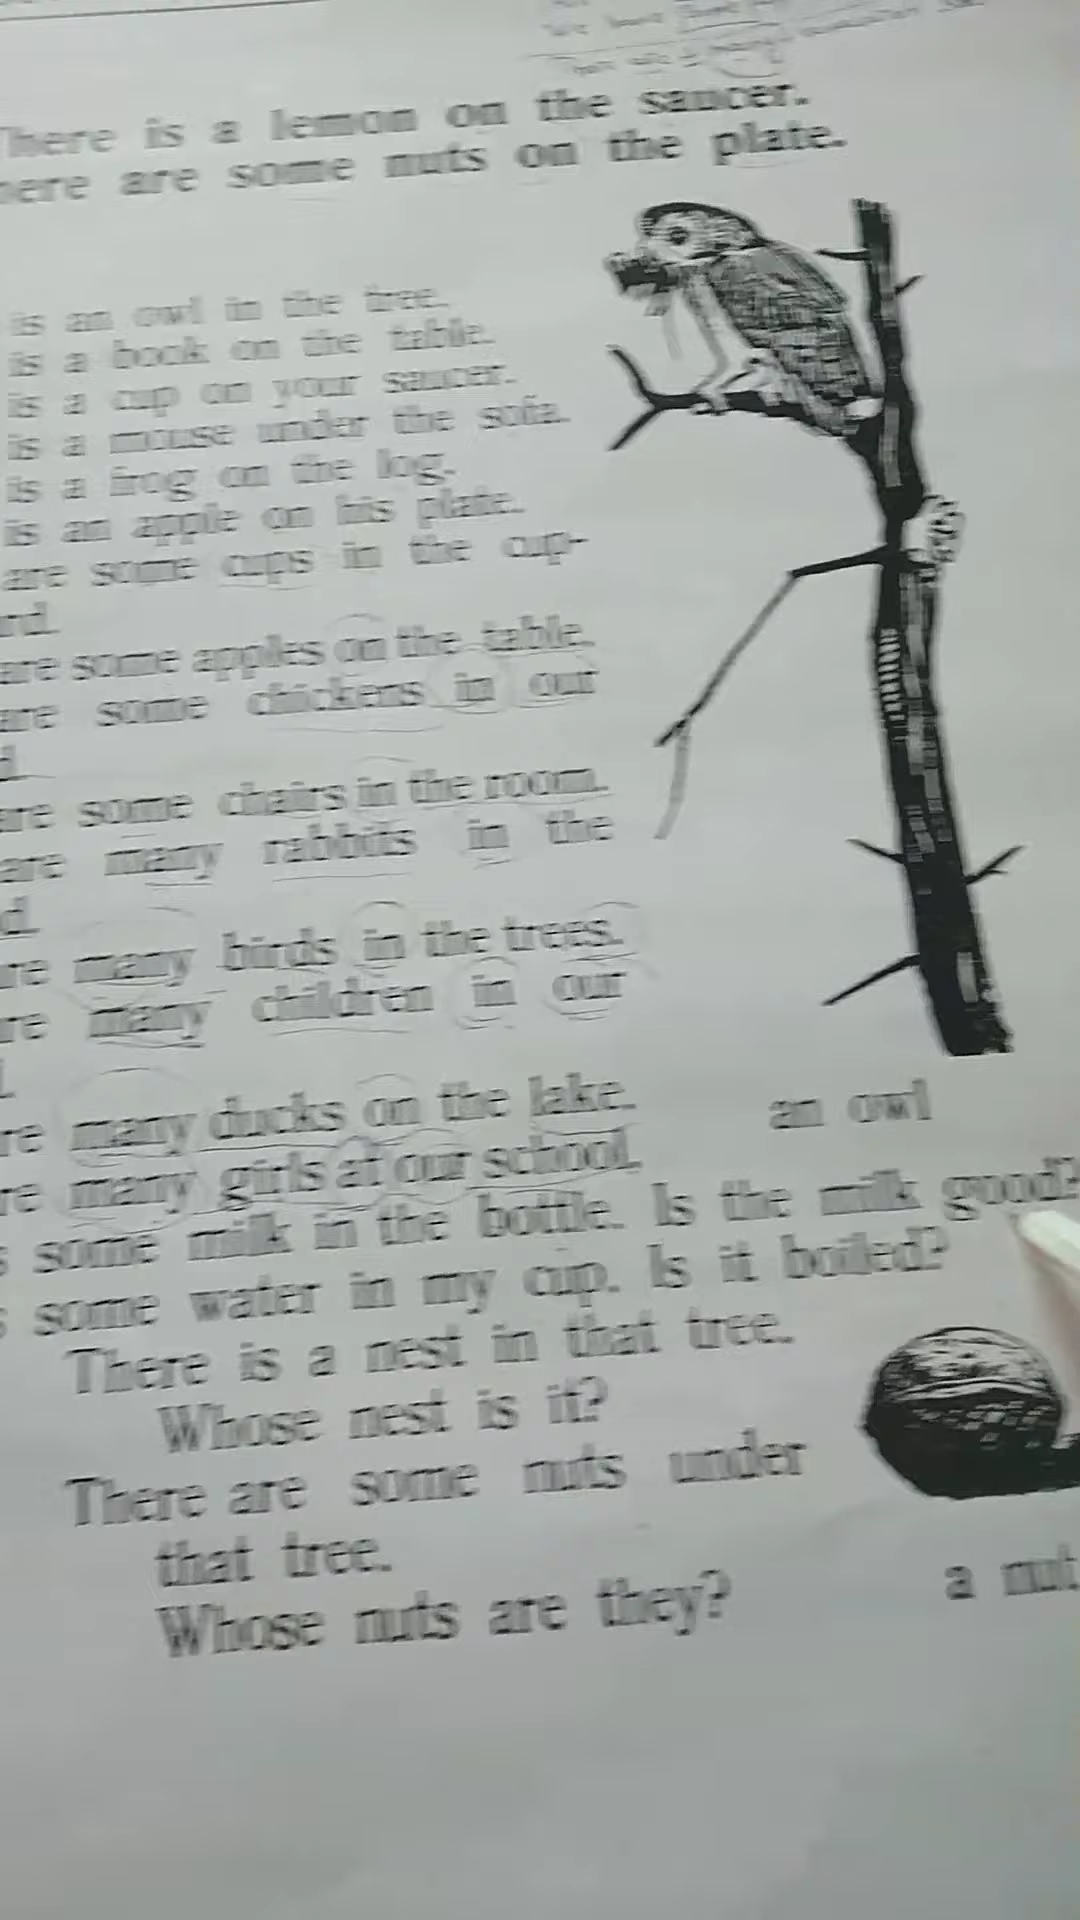 There is a lemon on the saucer.
here are some nuts on the plate.
is an owl in the tree.
is a book on the table.
is a cup on your saucer.
is a mouse under the sofa.
is a frog on the log.
is an apple on his plate.
are some cups in the cup-
rd.
are some apples on the table.
are some chickens in our
d.
are some chairs in the room.
are many rabbits in the
d.
re many birds in the trees.
re many children in our
l.
re many ducks on the lake.
an owl
re many girls at our school.
s some milk in the bottle. Is the milk good?
s some water in my cup. Is it boiled?
There is a nest in that tree.
Whose nest is it?
There are some nuts under
that tree.
Whose nuts are they?
a nut